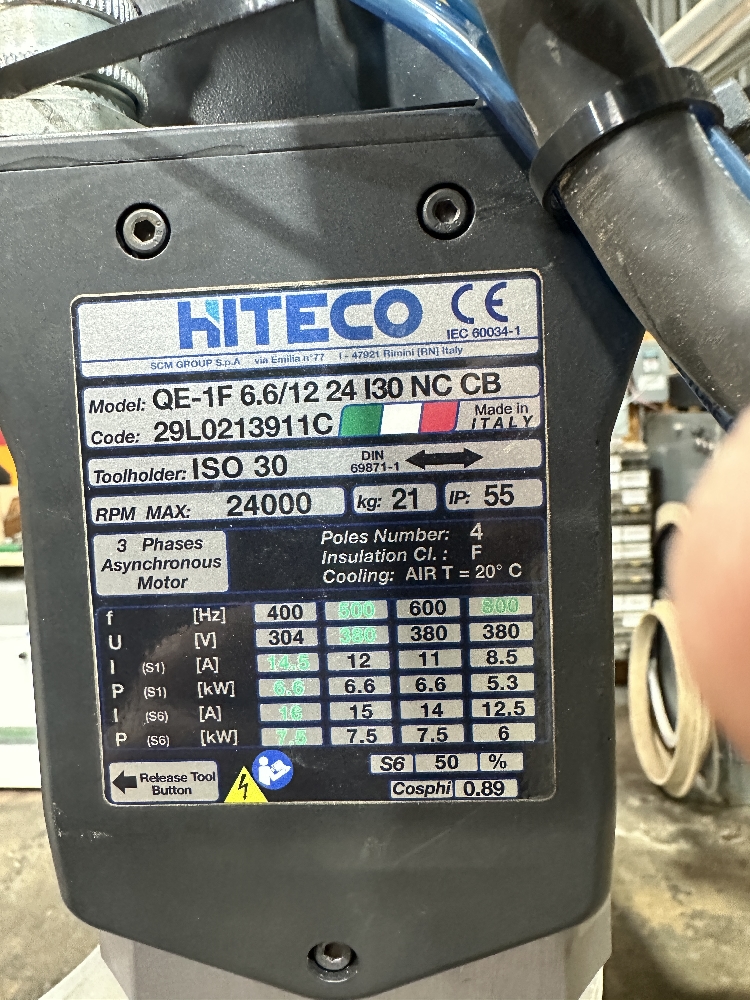 HITECO CE
IEC 60034-1
SCM GROUP S.p.A via Emilia n°77 I - 47921 Rimini (RN) Italy
Model: QE-1F 6.6/12 24 I30 NC CB
Code: 29L0213911C Made in ITALY
Toolholder: ISO 30 DIN 69871-1
RPM MAX: 24000 kg: 21 IP: 55
3 Phases
Asynchronous
Motor
Poles Number: 4
Insulation Cl. : F
Cooling: AIR T = 20° C
f [Hz] 400 500 600 800
U [V] 304 380 380 380
I (S1) [A] 14.5 12 11 8.5
P (S1) [kW] 6.6 6.6 6.6 5.3
I (S6) [A] 16 15 14 12.5
P (S6) [kW] 7.5 7.5 7.5 6
S6 50 %
Cosphi 0.89
Release Tool
Button